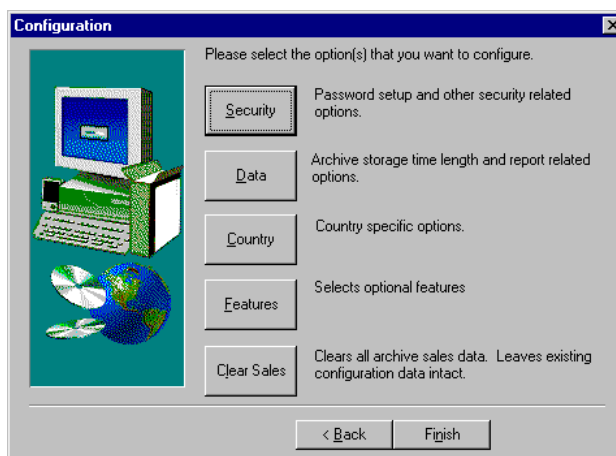 Configuration
Please select the option(s) that you want to configure.
Security
Password setup and other security related
options.
Data
Archive storage time length and report related
options.
Country
Country specific options.
Features
Selects optional features
Clear Sales
Clears all archive sales data. Leaves existing
configuration data intact.
< Back
Finish